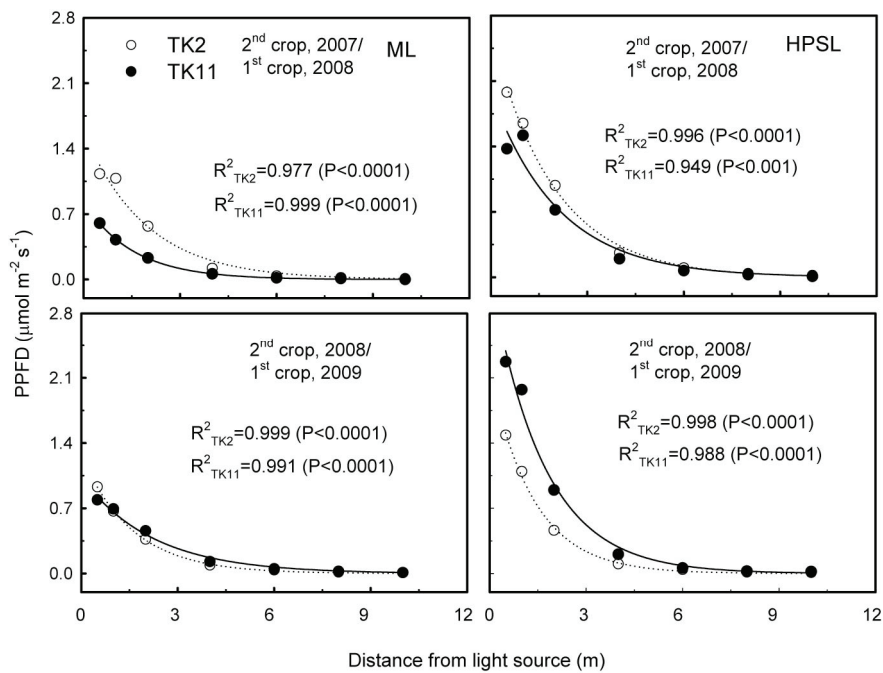 2.8
2.1
1.4
0.7
0.0
TK2
TK11
2nd crop, 2007/
1st crop, 2008
ML
R²TK2=0.977 (P<0.0001)
R²TK11=0.999 (P<0.0001)
2nd crop, 2007/
1st crop, 2008
HPSL
R²TK2=0.996 (P<0.0001)
R²TK11=0.949 (P<0.001)
PPFD (μmol m⁻² s⁻¹)
2.8
2.1
1.4
0.7
0.0
2nd crop, 2008/
1st crop, 2009
R²TK2=0.999 (P<0.0001)
R²TK11=0.991 (P<0.0001)
2nd crop, 2008/
1st crop, 2009
R²TK2=0.998 (P<0.0001)
R²TK11=0.988 (P<0.0001)
0 3 6 9 12 0 3 6 9 12
Distance from light source (m)